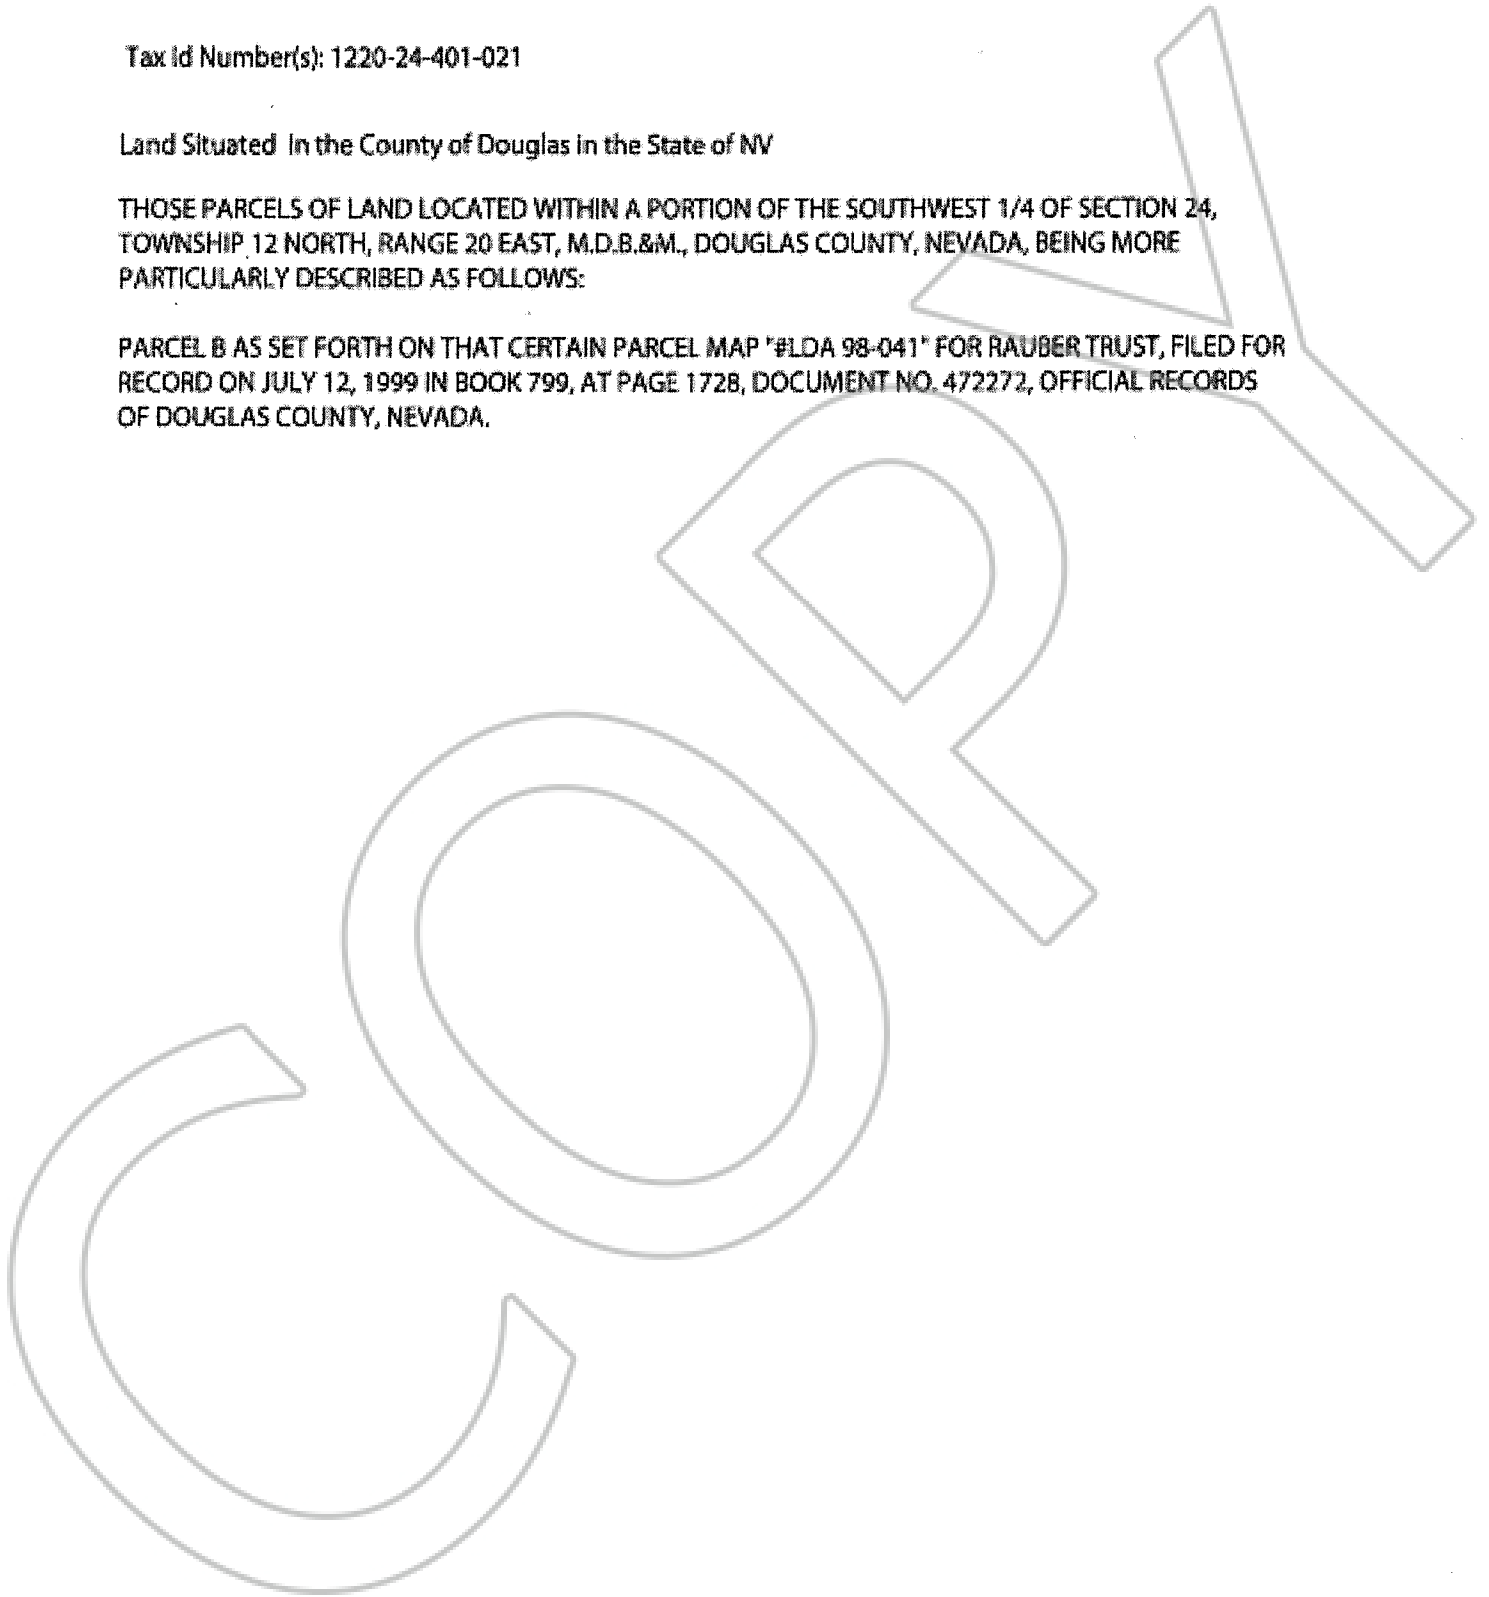 Tax Id Number(s): 1220-24-401-021
Land Situated in the County of Douglas in the State of NV
THOSE PARCELS OF LAND LOCATED WITHIN A PORTION OF THE SOUTHWEST 1/4 OF SECTION 24,
TOWNSHIP 12 NORTH, RANGE 20 EAST, M.D.B.&M., DOUGLAS COUNTY, NEVADA, BEING MORE
PARTICULARLY DESCRIBED AS FOLLOWS:
PARCEL B AS SET FORTH ON THAT CERTAIN PARCEL MAP "#LDA 98-041" FOR RAUBER TRUST, FILED FOR
RECORD ON JULY 12, 1999 IN BOOK 799, AT PAGE 1728, DOCUMENT NO. 472272, OFFICIAL RECORDS
OF DOUGLAS COUNTY, NEVADA.
COPY